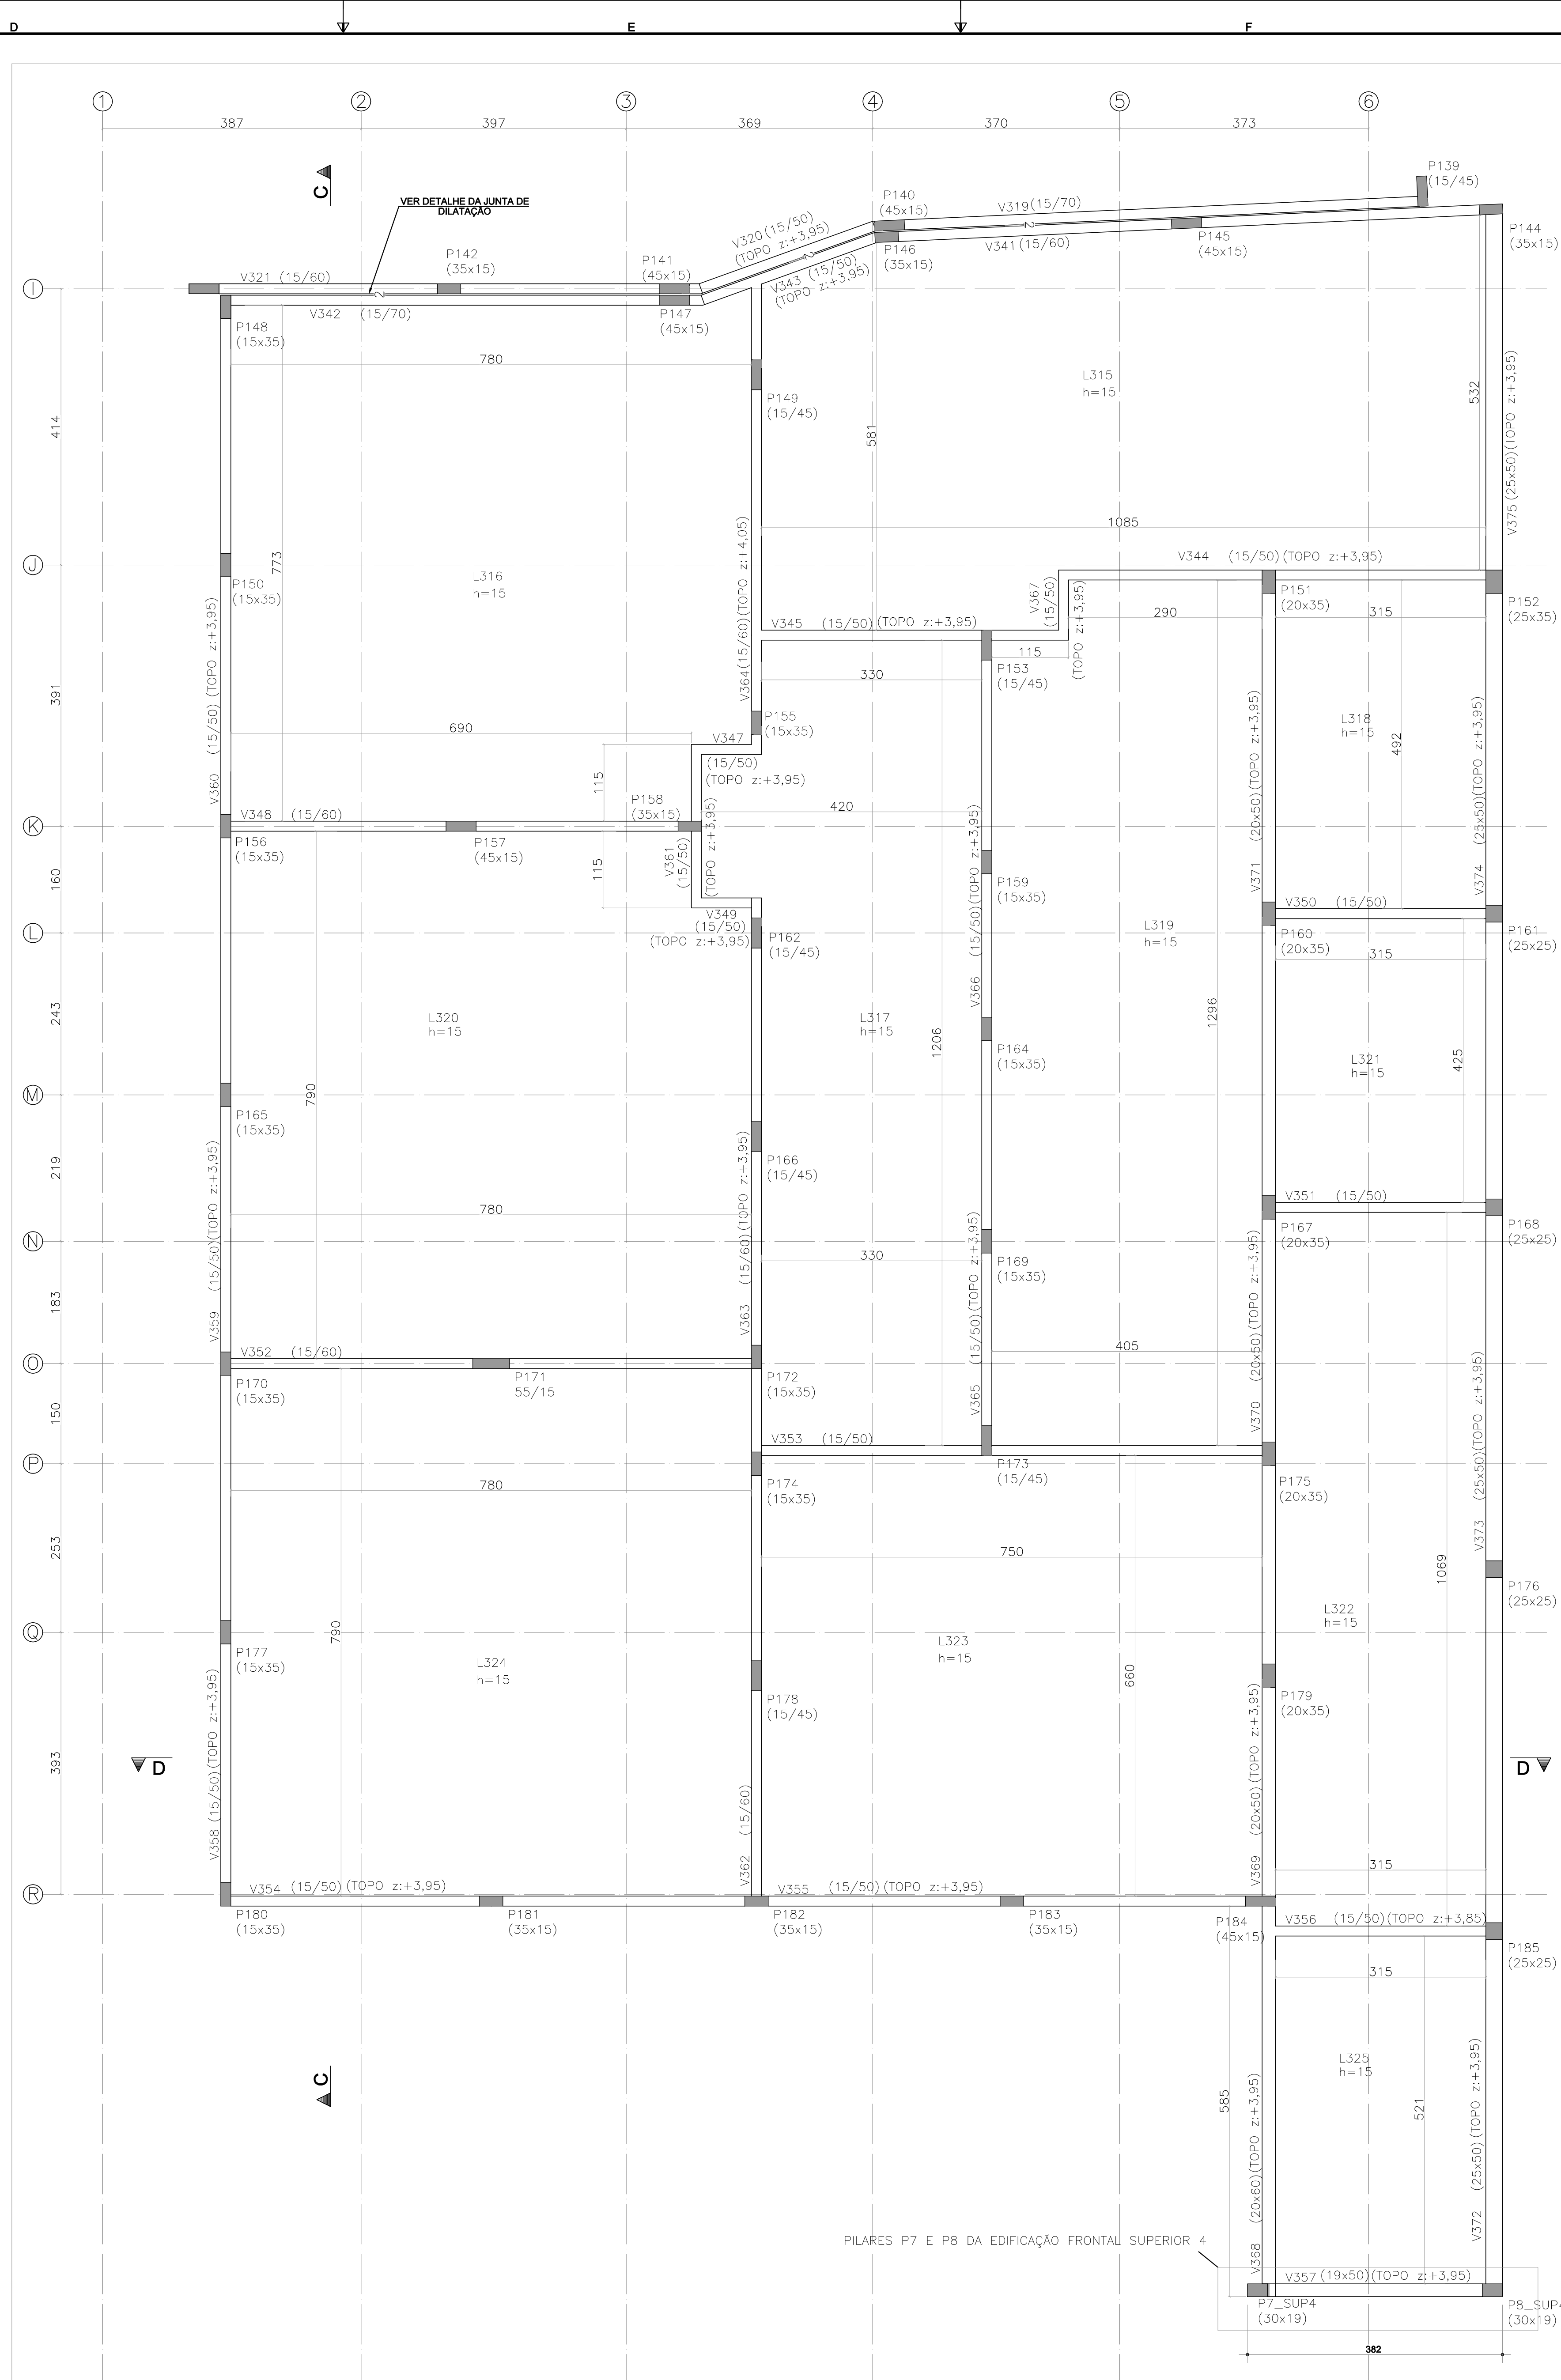 D
E
F
1
2
3
4
5
6
387
397
369
370
373
C
VER DETALHE DA JUNTA DE
DILATAÇÃO
P139
(15/45)
P140
(45x15)
V319 (15/70)
V320 (15/50)
(TOPO z:+3,95)
2
2
V341 (15/60)
P146
(35x15)
P145
(45x15)
P144
(35x15)
V343 (15/50)
(TOPO z:+3,95)
P142
(35x15)
P141
(45x15)
V321 (15/60)
I
2
V342 (15/70)
P147
(45x15)
P148
(15x35)
780
P149
(15/45)
L315
h=15
532
V375 (25x50)(TOPO z:+3,95)
414
581
1085
J
773
L316
h=15
P150
(15x35)
V344 (15/50)(TOPO z:+3,95)
V367
(15/50)
(TOPO z:+3,95)
P151
(20x35)
P152
(25x35)
290
315
V345 (15/50)(TOPO z:+3,95)
V364(15/60)(TOPO z:+4,05)
115
P153
(15/45)
330
391
V360 (15/50)(TOPO z:+3,95)
690
P155
(15x35)
V347
(15/50)
(TOPO z:+3,95)
115
L318
h=15
492
V371 (20x50)(TOPO z:+3,95)
V374 (25x50)(TOPO z:+3,95)
K
V348 (15/60)
P158
(35x15)
420
P156
(15x35)
P157
(45x15)
115
V361
(15/50)
(TOPO z:+3,95)
160
P159
(15x35)
V366 (15/50)(TOPO z:+3,95)
V349
(15/50)
(TOPO z:+3,95)
V350 (15/50)
L
P162
(15/45)
L319
h=15
P160
(20x35)
P161
(25x25)
315
243
L320
h=15
L317
h=15
1206
1296
P164
(15x35)
L321
h=15
425
M
790
P165
(15x35)
P166
(15/45)
219
V359 (15/50)(TOPO z:+3,95)
V363 (15/60)(TOPO z:+3,95)
780
V351 (15/50)
P167
(20x35)
P168
(25x25)
N
330
P169
(15x35)
183
V365 (15/50)(TOPO z:+3,95)
V370 (20x50)(TOPO z:+3,95)
405
V352 (15/60)
O
P170
(15x35)
P171
55/15
P172
(15x35)
150
V353 (15/50)
P
P173
(15/45)
P174
(15x35)
P175
(20x35)
780
V373 (25x50)(TOPO z:+3,95)
253
750
1069
P176
(25x25)
L322
h=15
Q
790
P177
(15x35)
L324
h=15
L323
h=15
660
P178
(15/45)
P179
(20x35)
393
V358 (15/50)(TOPO z:+3,95)
V362 (15/60)
V369 (20x50)(TOPO z:+3,95)
D
D
315
R
V354 (15/50)(TOPO z:+3,95)
V355 (15/50)(TOPO z:+3,95)
P180
(15x35)
P181
(35x15)
P182
(35x15)
P183
(35x15)
P184
(45x15)
V356 (15/50)(TOPO z:+3,85)
P185
(25x25)
315
C
L325
h=15
585
521
V368 (20x60)(TOPO z:+3,95)
V372 (25x50)(TOPO z:+3,95)
PILARES P7 E P8 DA EDIFICAÇÃO FRONTAL SUPERIOR 4
V357 (19x50)(TOPO z:+3,95)
P7_SUP4
(30x19)
P8_SUP4
(30x19)
382